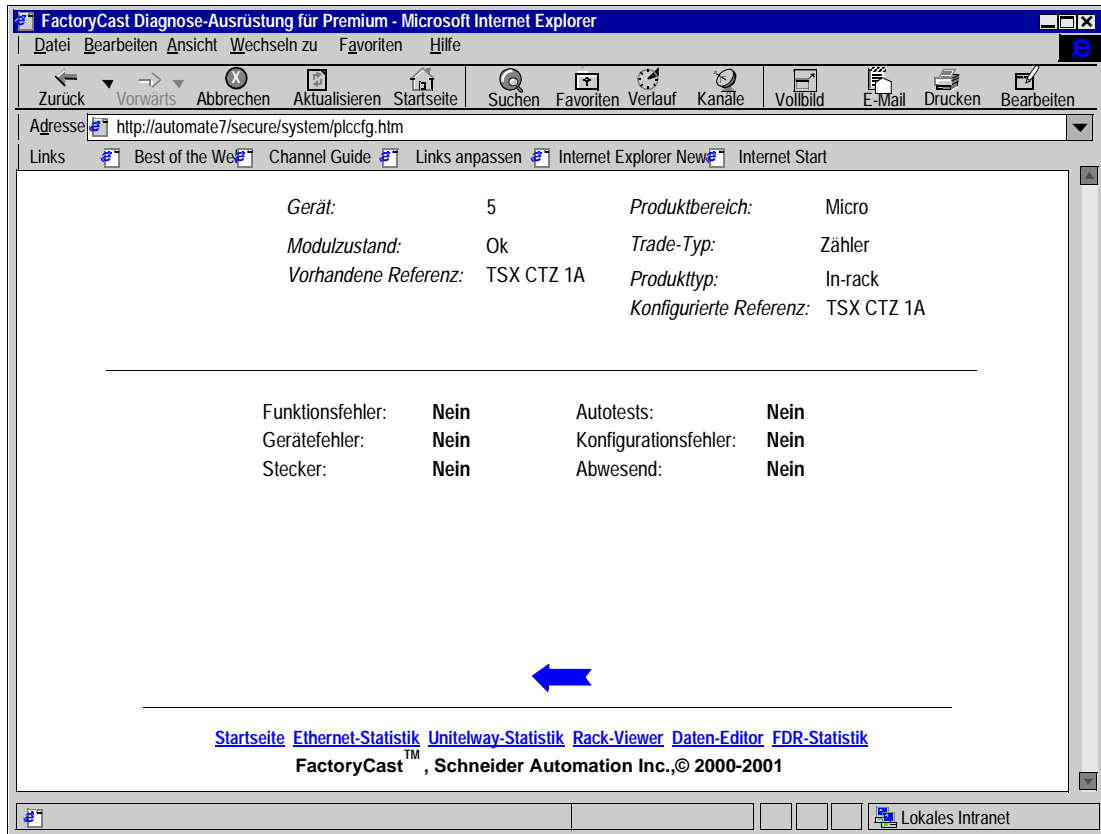 FactoryCast Diagnose-Ausrüstung für Premium - Microsoft Internet Explorer
Datei Bearbeiten Ansicht Wechseln zu Favoriten Hilfe
Zurück Vorwärts Abbrechen Aktualisieren Startseite Suchen Favoriten Verlauf Kanäle Vollbild E-Mail Drucken Bearbeiten
Adresse http://automate7/secure/system/plccfg.htm
Links Best of the We Channel Guide Links anpassen Internet Explorer New Internet Start
Gerät: 5 Produktbereich: Micro
Modulzustand: Ok Trade-Typ: Zähler
Vorhandene Referenz: TSX CTZ 1A Produkttyp: In-rack
Konfigurierte Referenz: TSX CTZ 1A
Funktionsfehler: Nein Autotests: Nein
Gerätefehler: Nein Konfigurationsfehler: Nein
Stecker: Nein Abwesend: Nein
Startseite Ethernet-Statistik Unitelway-Statistik Rack-Viewer Daten-Editor FDR-Statistik
FactoryCast TM , Schneider Automation Inc.,© 2000-2001
Lokales Intranet